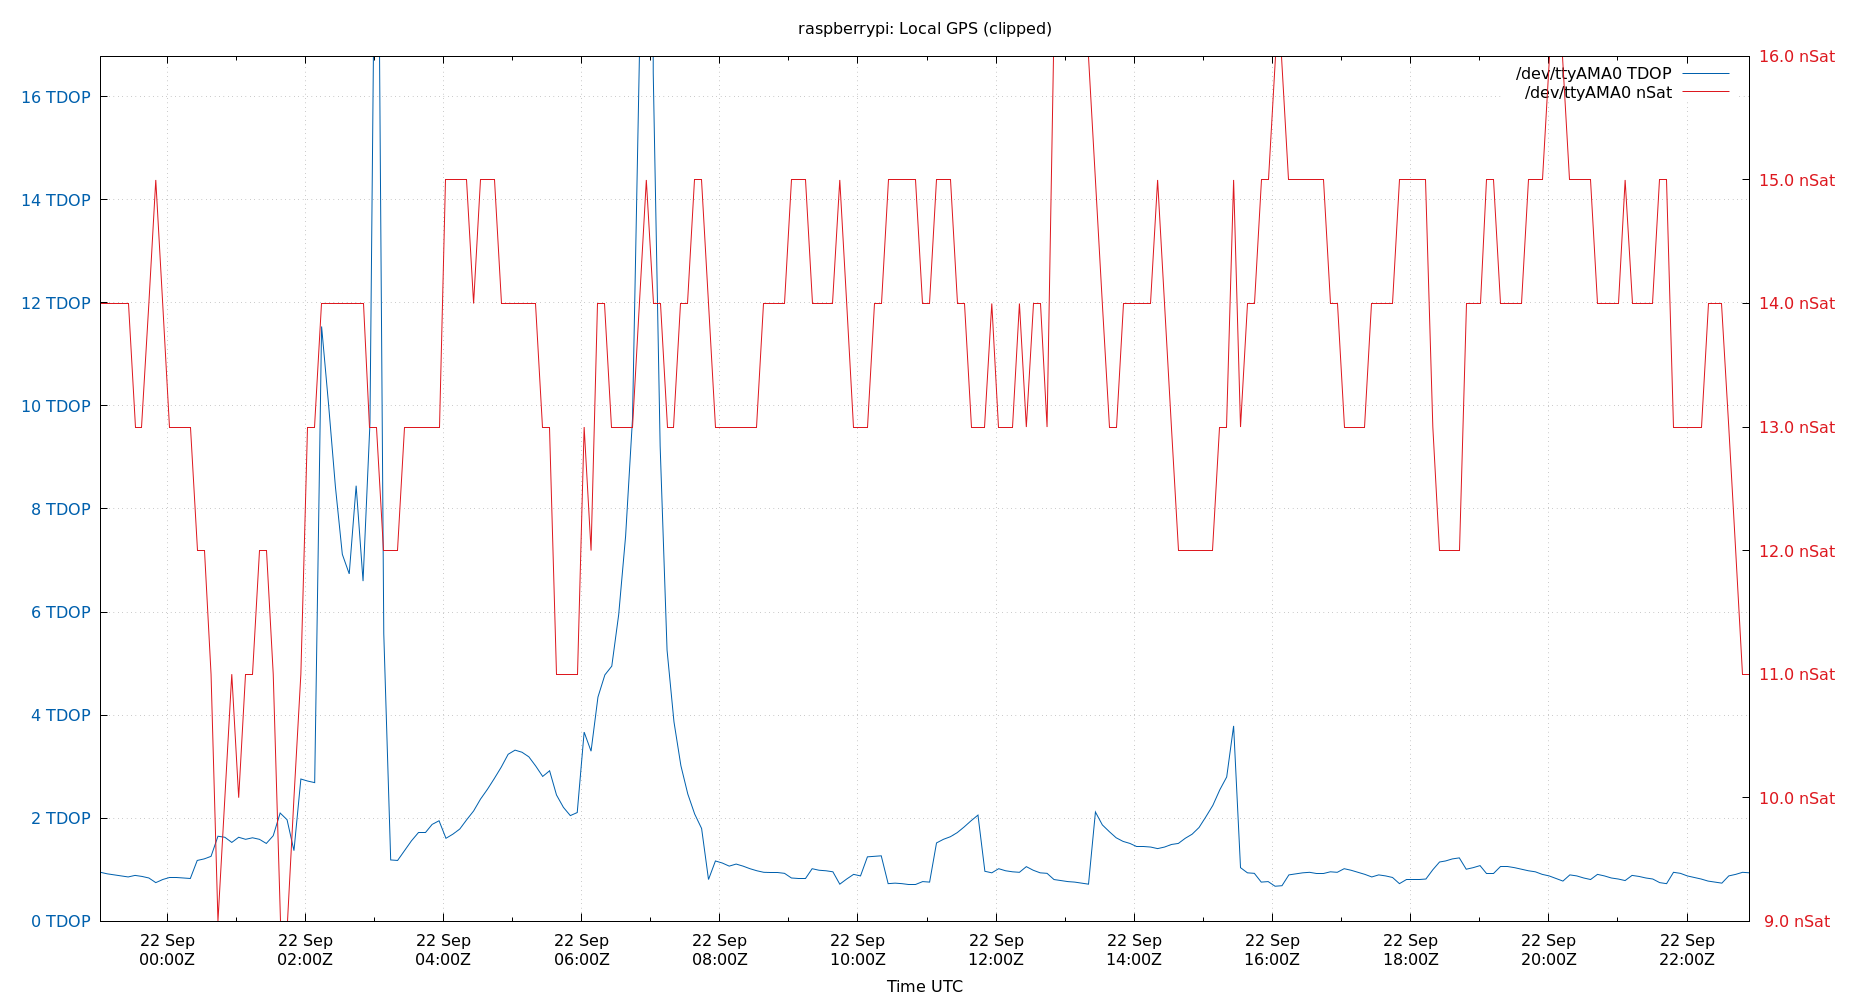 raspberrypi: Local GPS (clipped)
/dev/ttyAMA0 TDOP
/dev/ttyAMA0 nSat
16 TDOP
14 TDOP
12 TDOP
10 TDOP
8 TDOP
6 TDOP
4 TDOP
2 TDOP
0 TDOP
16.0 nSat
15.0 nSat
14.0 nSat
13.0 nSat
12.0 nSat
11.0 nSat
10.0 nSat
9.0 nSat
22 Sep 22 Sep 22 Sep 22 Sep 22 Sep 22 Sep 22 Sep 22 Sep 22 Sep 22 Sep 22 Sep 22 Sep
00:00Z 02:00Z 04:00Z 06:00Z 08:00Z 10:00Z 12:00Z 14:00Z 16:00Z 18:00Z 20:00Z 22:00Z
Time UTC